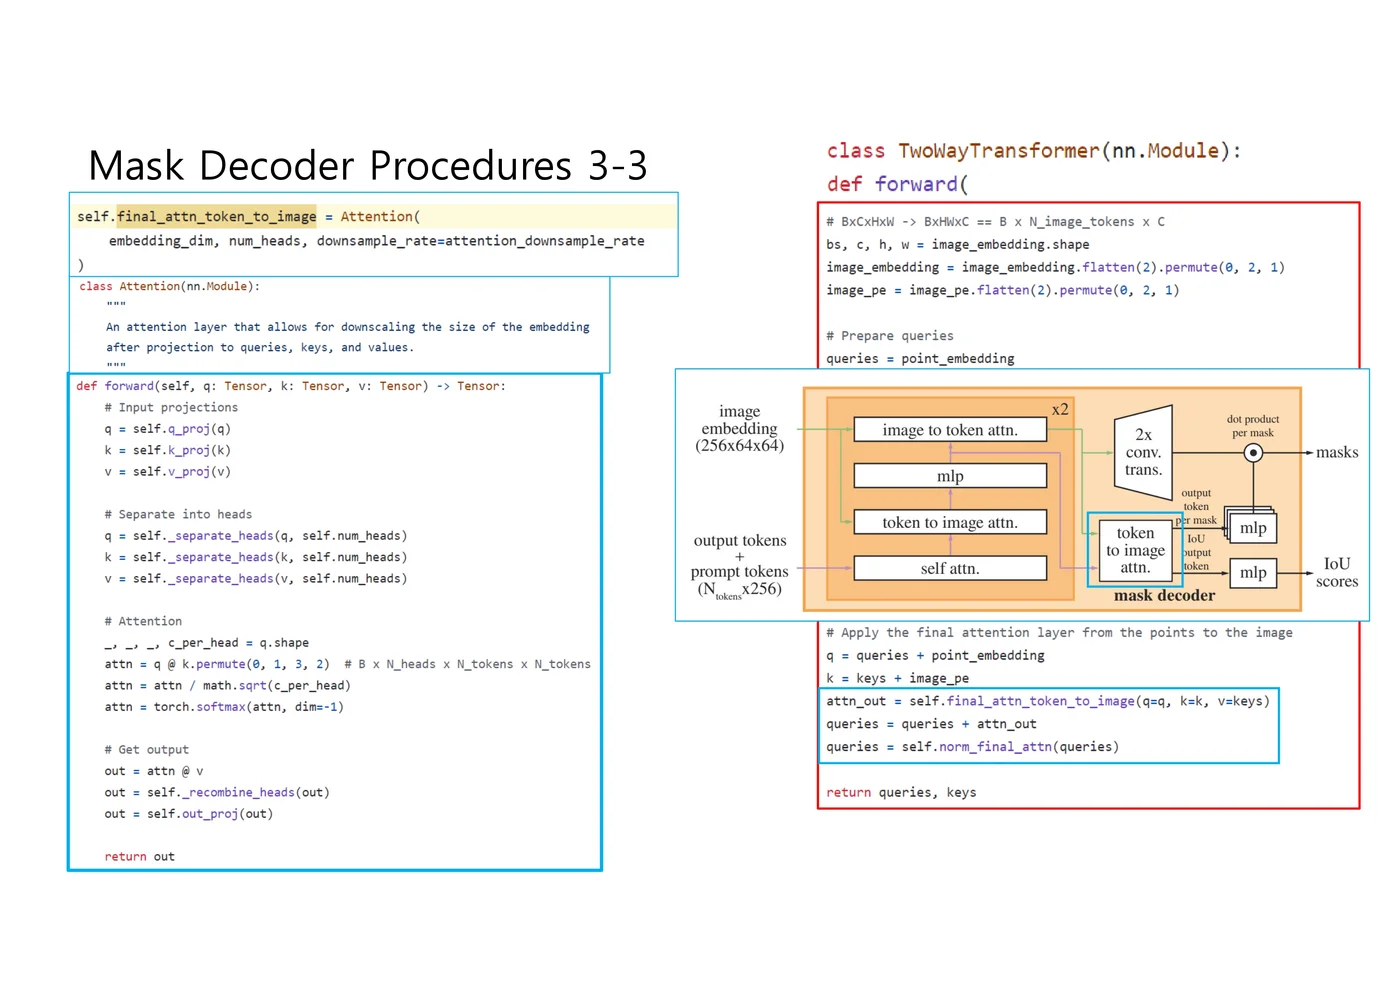 Mask Decoder Procedures 3-3
self.final_attn_token_to_image = Attention(
    embedding_dim, num_heads, downsample_rate=attention_downsample_rate
)
class Attention(nn.Module):
    """
    An attention layer that allows for downscaling the size of the embedding
    after projection to queries, keys, and values.
    """
def forward(self, q: Tensor, k: Tensor, v: Tensor) -> Tensor:
    # Input projections
    q = self.q_proj(q)
    k = self.k_proj(k)
    v = self.v_proj(v)
    # Separate into heads
    q = self._separate_heads(q, self.num_heads)
    k = self._separate_heads(k, self.num_heads)
    v = self._separate_heads(v, self.num_heads)
    # Attention
    _, _, _, c_per_head = q.shape
    attn = q @ k.permute(0, 1, 3, 2)  # B x N_heads x N_tokens x N_tokens
    attn = attn / math.sqrt(c_per_head)
    attn = torch.softmax(attn, dim=-1)
    # Get output
    out = attn @ v
    out = self._recombine_heads(out)
    out = self.out_proj(out)
    return out
class TwoWayTransformer(nn.Module):
def forward(
# BxCxHxW -> BxHWxC == B x N_image_tokens x C
bs, c, h, w = image_embedding.shape
image_embedding = image_embedding.flatten(2).permute(0, 2, 1)
image_pe = image_pe.flatten(2).permute(0, 2, 1)
# Prepare queries
queries = point_embedding
image
embedding
(256x64x64)
output tokens
+
prompt tokens
(Ntokensx256)
x2
image to token attn.
mlp
token to image attn.
self attn.
2x
conv.
trans.
token
to image
attn.
mask decoder
dot product
per mask
output
token
per mask
IoU
output
token
mlp
mlp
masks
IoU
scores
# Apply the final attention layer from the points to the image
q = queries + point_embedding
k = keys + image_pe
attn_out = self.final_attn_token_to_image(q=q, k=k, v=keys)
queries = queries + attn_out
queries = self.norm_final_attn(queries)
return queries, keys